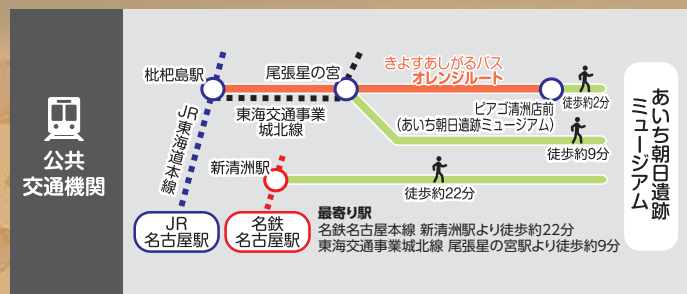 公共
交通機関
枇杷島駅
尾張星の宮
きよすあしがるバス
オレンジルート
東海交通事業
城北線
JR東海道本線
ピアゴ清洲店前
(あいち朝日遺跡ミュージアム)
徒歩約2分
徒歩約9分
新清洲駅
徒歩約22分
JR
名古屋駅
名鉄
名古屋駅
最寄り駅
名鉄名古屋本線 新清洲駅より徒歩約22分
東海交通事業城北線 尾張星の宮駅より徒歩約9分
あいち朝日遺跡
ミュージアム